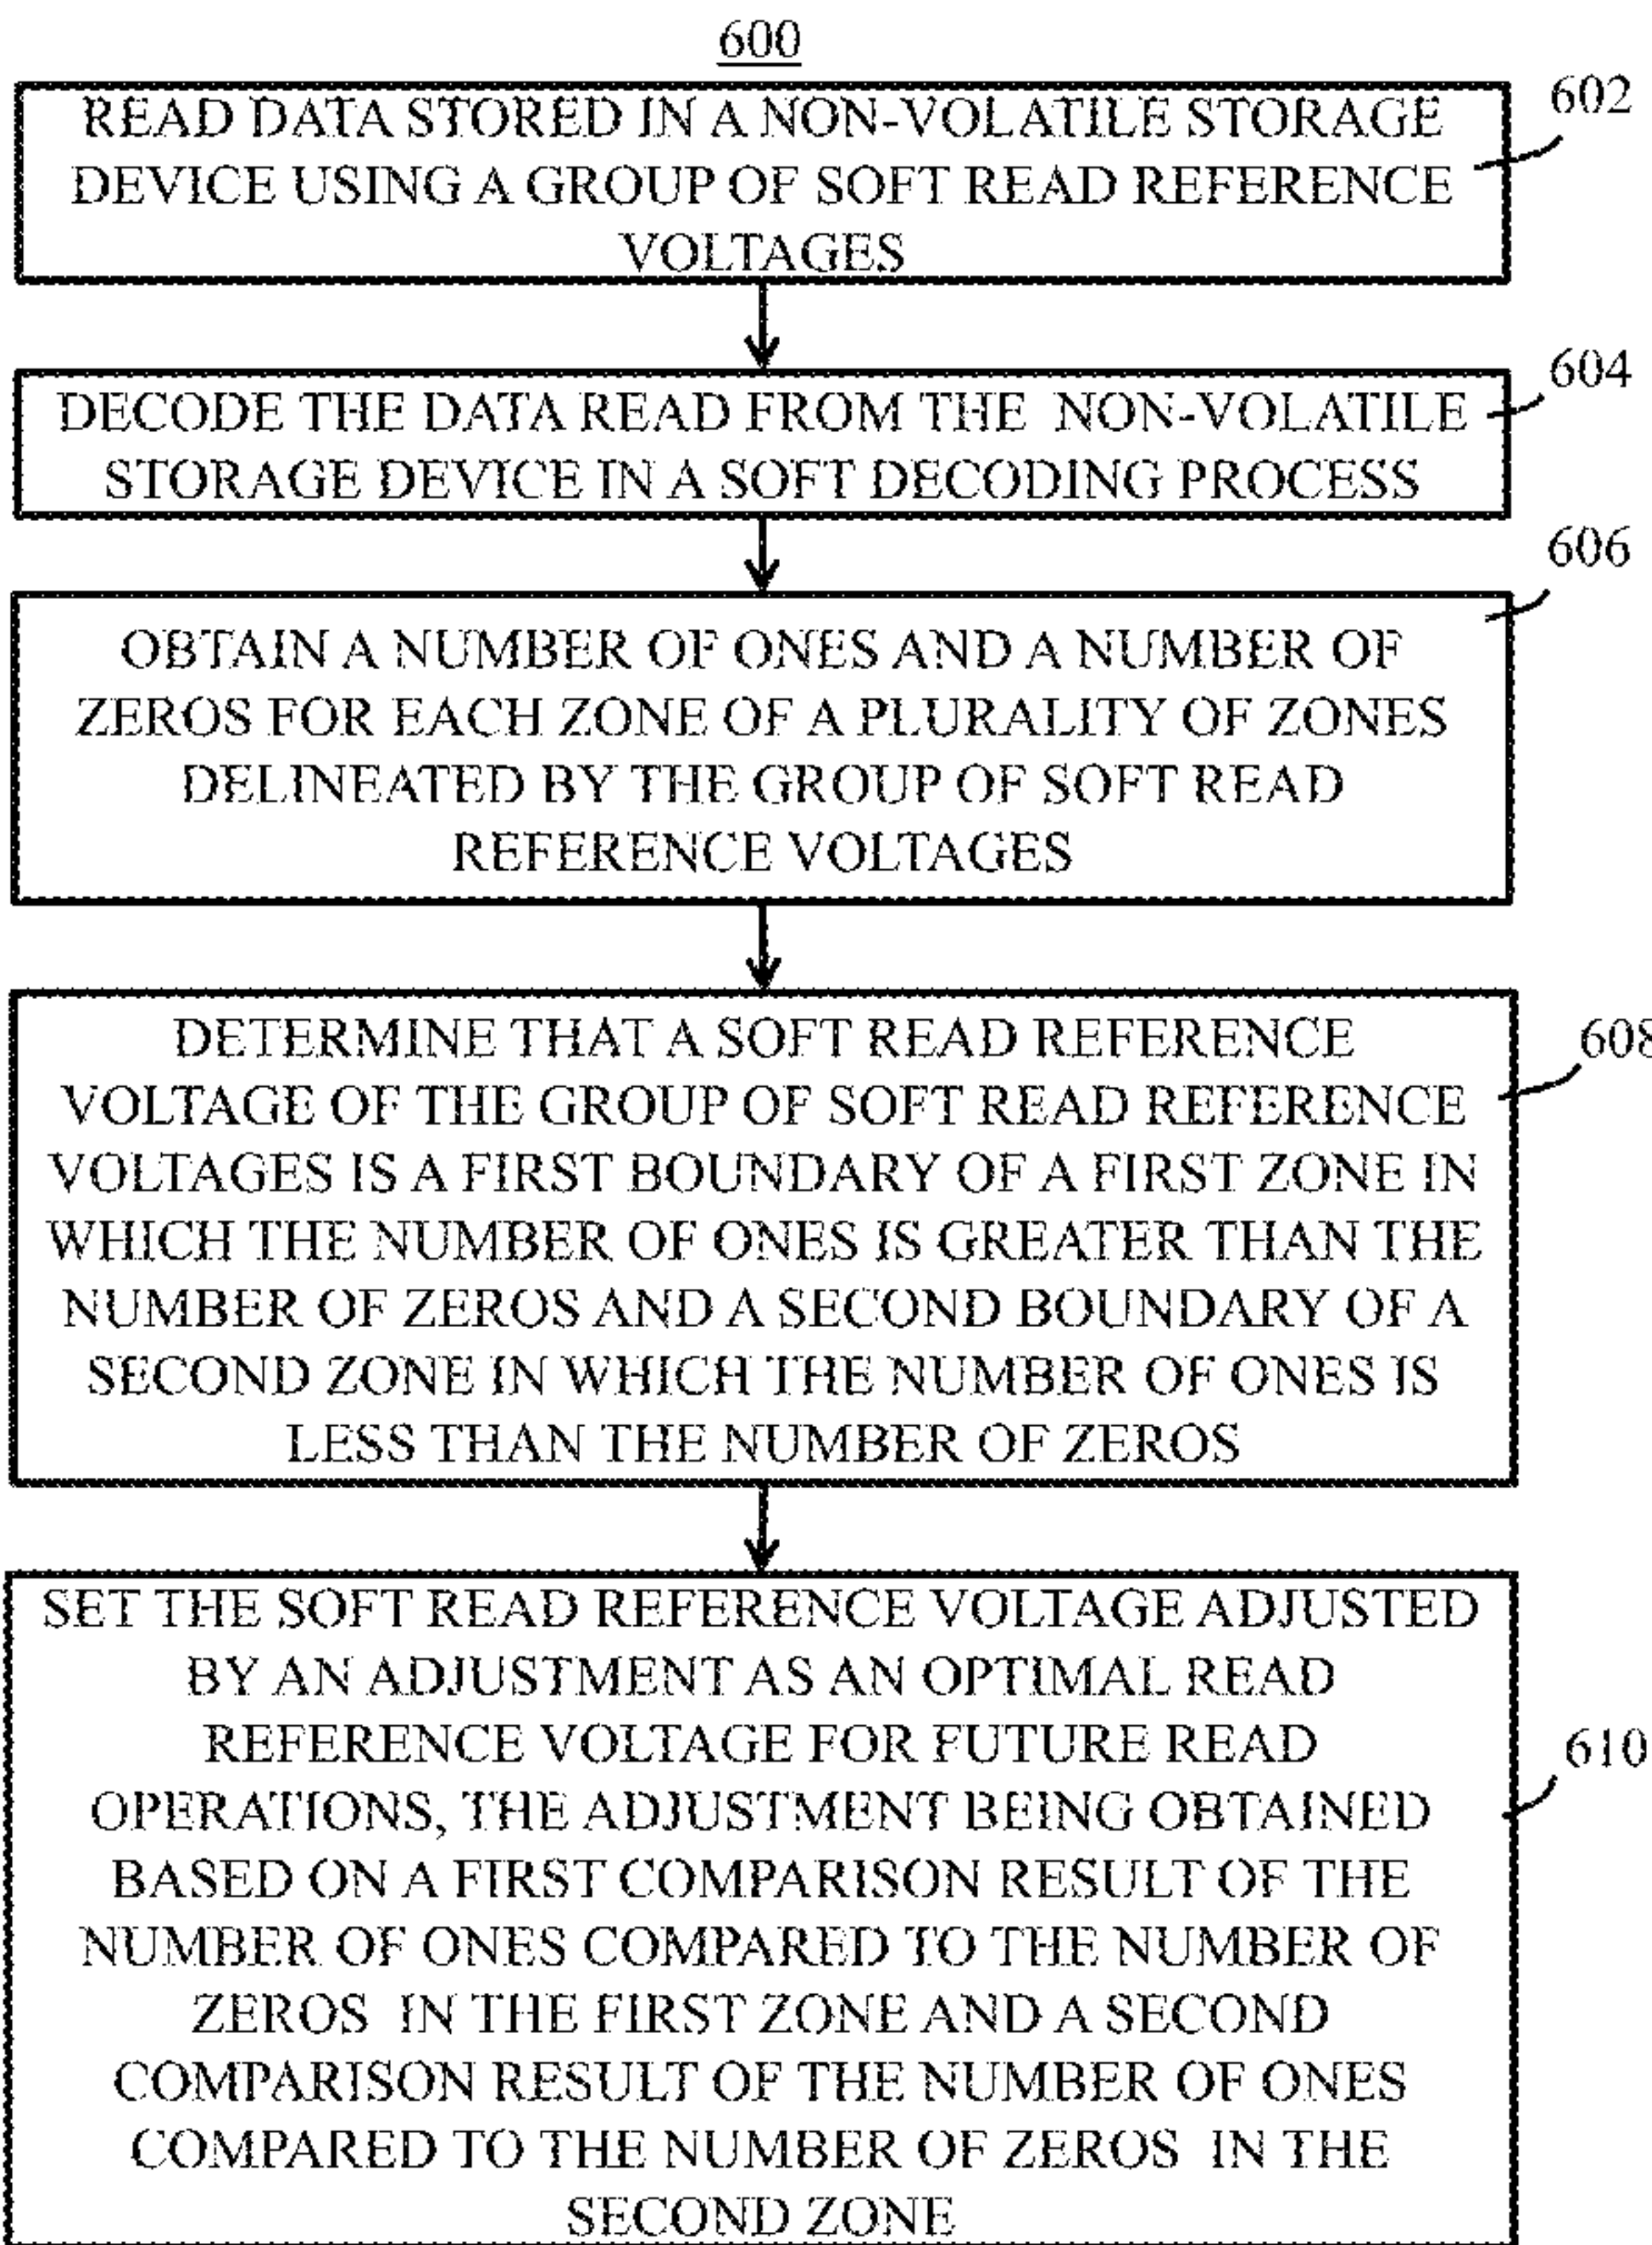 600
READ DATA STORED IN A NON-VOLATILE STORAGE
DEVICE USING A GROUP OF SOFT READ REFERENCE
VOLTAGES
602
DECODE THE DATA READ FROM THE NON-VOLATILE
STORAGE DEVICE IN A SOFT DECODING PROCESS
604
OBTAIN A NUMBER OF ONES AND A NUMBER OF
ZEROS FOR EACH ZONE OF A PLURALITY OF ZONES
DELINEATED BY THE GROUP OF SOFT READ
REFERENCE VOLTAGES
606
DETERMINE THAT A SOFT READ REFERENCE
VOLTAGE OF THE GROUP OF SOFT READ REFERENCE
VOLTAGES IS A FIRST BOUNDARY OF A FIRST ZONE IN
WHICH THE NUMBER OF ONES IS GREATER THAN THE
NUMBER OF ZEROS AND A SECOND BOUNDARY OF A
SECOND ZONE IN WHICH THE NUMBER OF ONES IS
LESS THAN THE NUMBER OF ZEROS
608
SET THE SOFT READ REFERENCE VOLTAGE ADJUSTED
BY AN ADJUSTMENT AS AN OPTIMAL READ
REFERENCE VOLTAGE FOR FUTURE READ
OPERATIONS, THE ADJUSTMENT BEING OBTAINED
BASED ON A FIRST COMPARISON RESULT OF THE
NUMBER OF ONES COMPARED TO THE NUMBER OF
ZEROS IN THE FIRST ZONE AND A SECOND
COMPARISON RESULT OF THE NUMBER OF ONES
COMPARED TO THE NUMBER OF ZEROS IN THE
SECOND ZONE
610